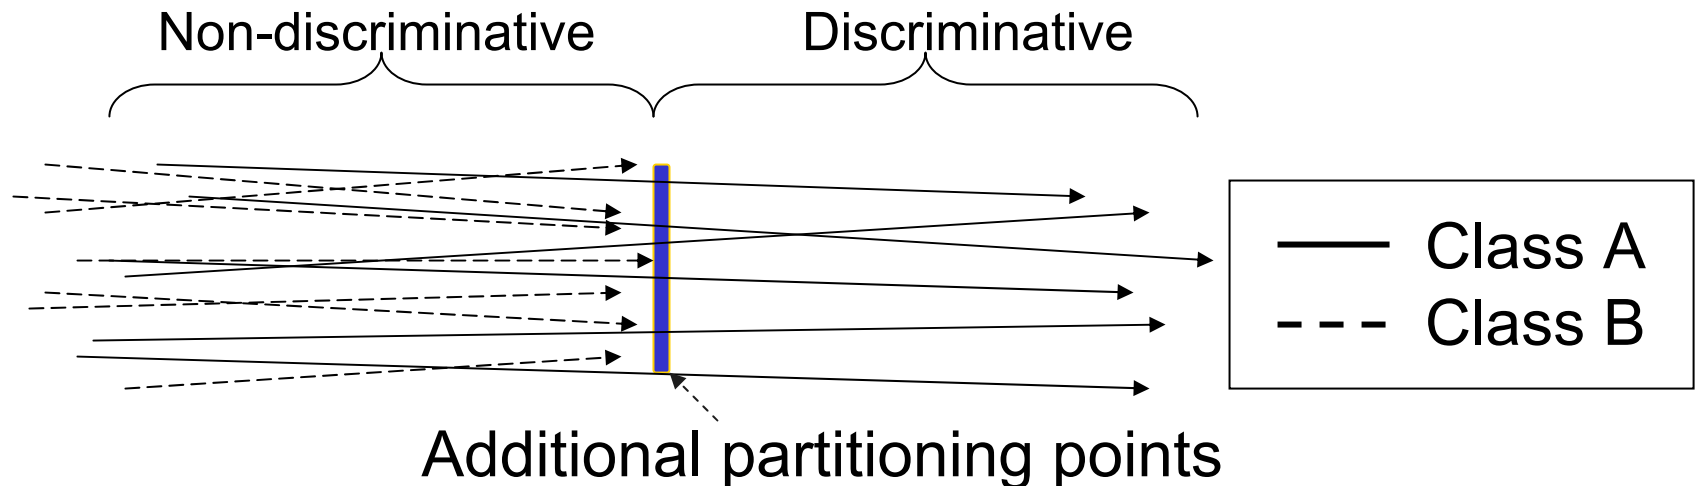 Non-discriminative
Discriminative
Class A
Class B
Additional partitioning points